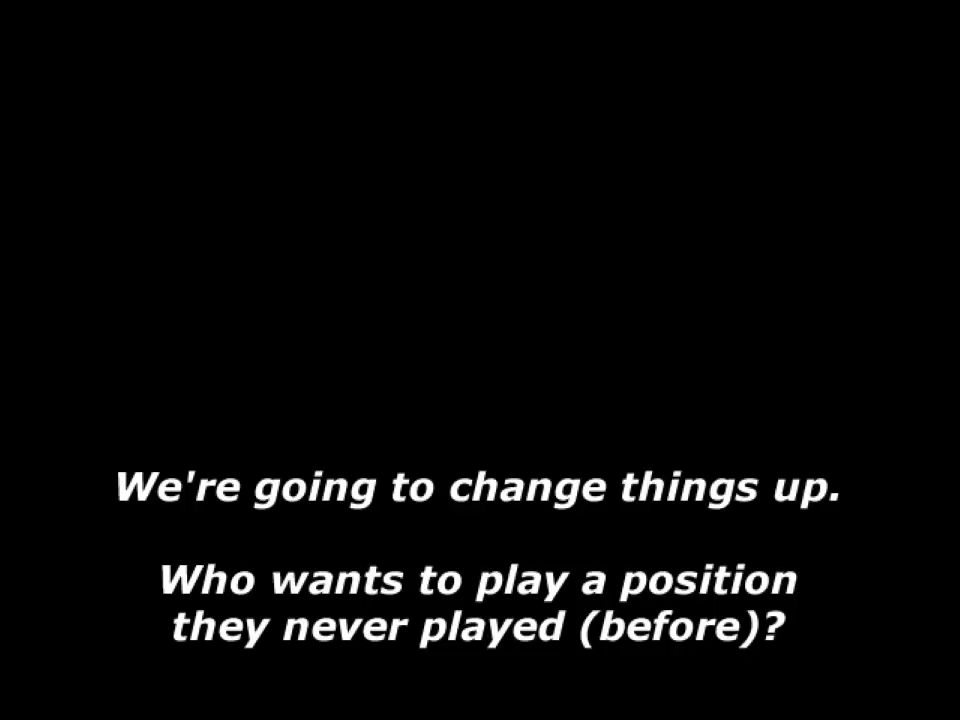 We're going to change things up.
Who wants to play a position
they never played (before)?